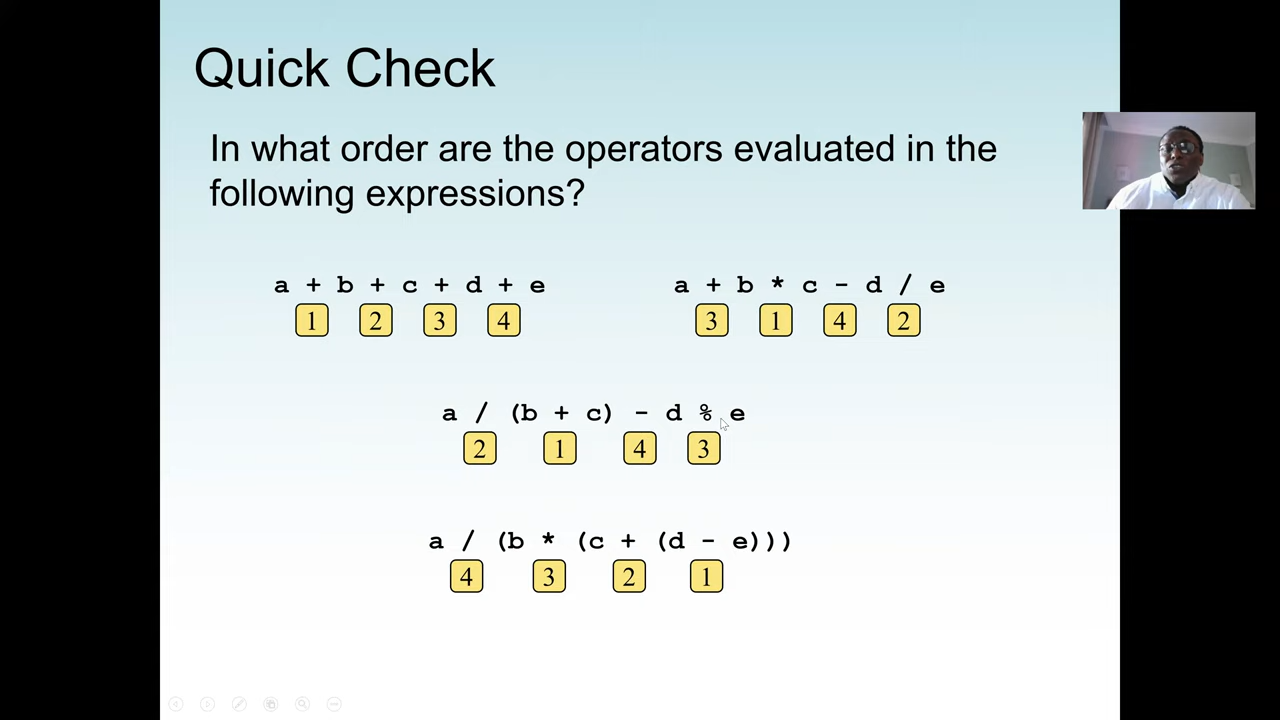 Quick Check
In what order are the operators evaluated in the
following expressions?
a + b + c + d + e
1 2 3 4
a + b * c - d / e
3 1 4 2
a / (b + c) - d % e
2 1 4 3
a / (b * (c + (d - e)))
4 3 2 1